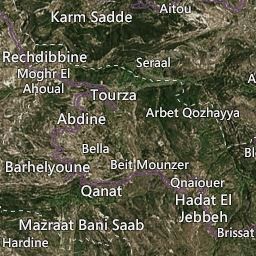 Aitou
Karm Sadde
Rechdibbine
Seraal
Moghr El
Ahoual
Tourza
Arbet Qozhayya
Abdine
Bella
Barhelyoune
Beit Mounzer
Qnaiouer
Qanat
Hadat El
Jebbeh
Mazraat Bani Saab
Brissat
Hardine